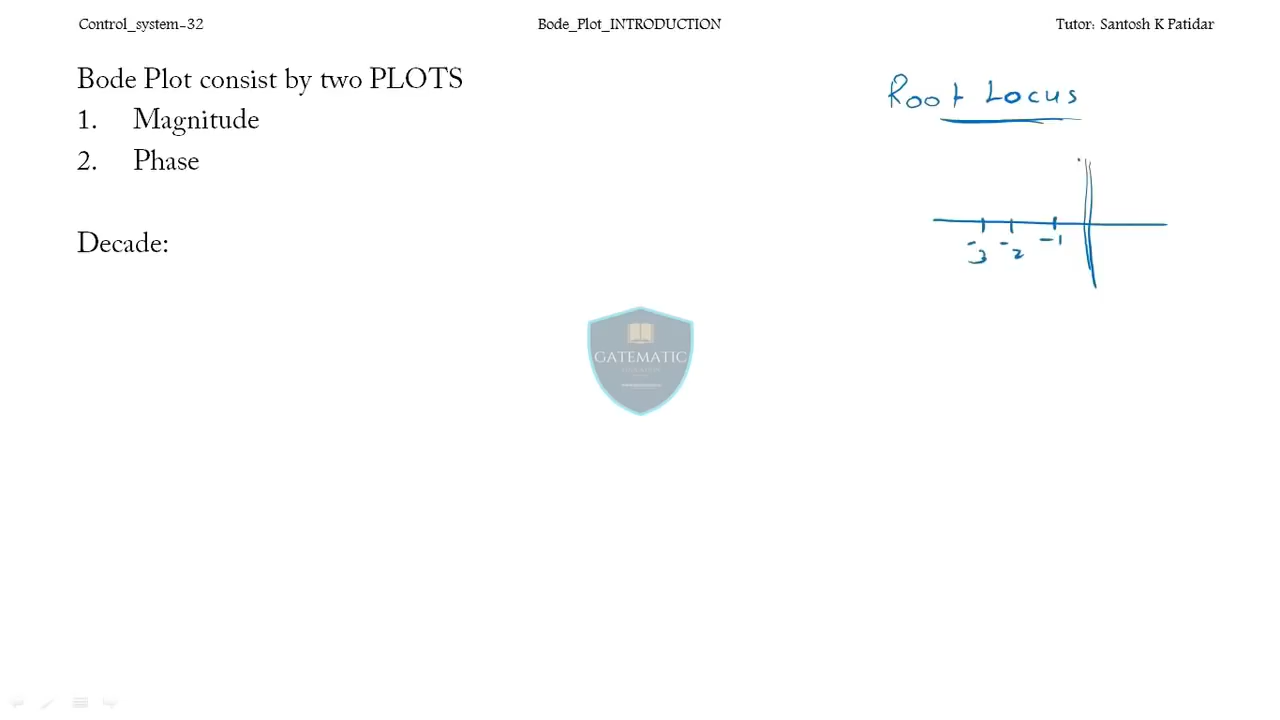 Control_system-32
Bode_Plot_INTRODUCTION
Tutor: Santosh K Patidar
Bode Plot consist by two PLOTS
1. Magnitude
2. Phase
Decade:
Root Locus
-3 -2 -1
GATEMATIC